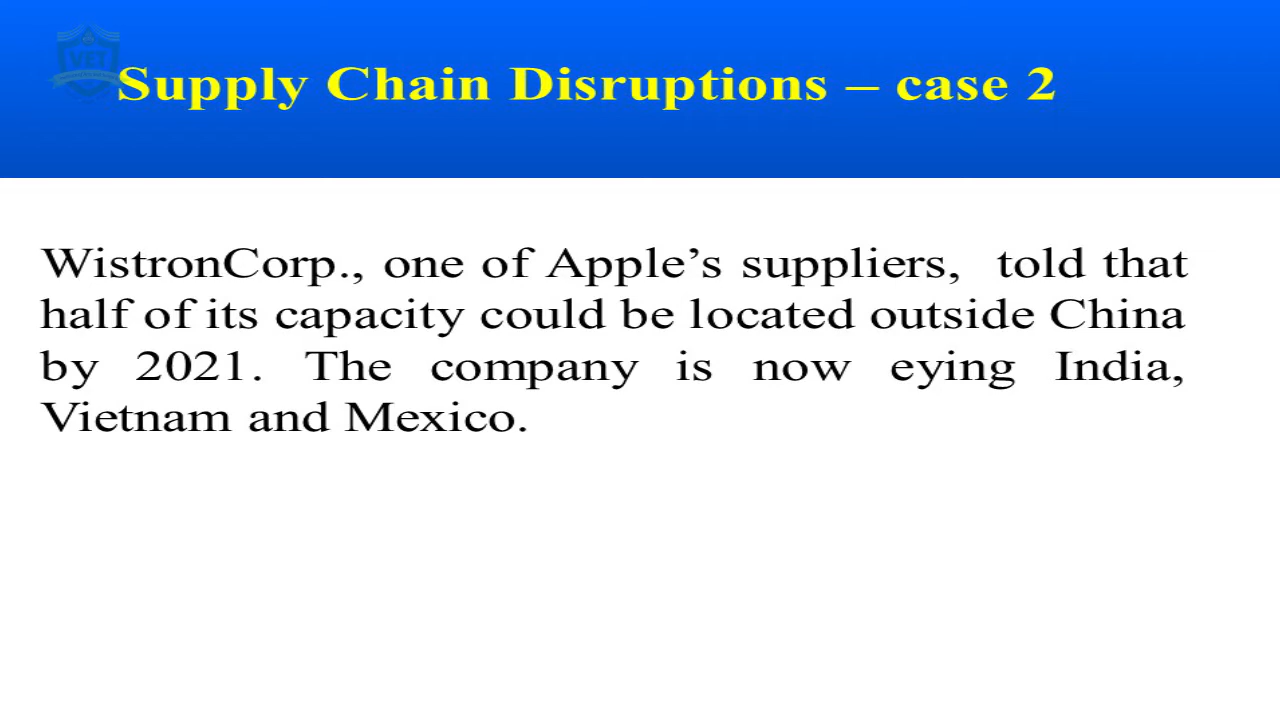 VET
Supply Chain Disruptions – case 2
WistronCorp., one of Apple’s suppliers, told that
half of its capacity could be located outside China
by 2021. The company is now eying India,
Vietnam and Mexico.